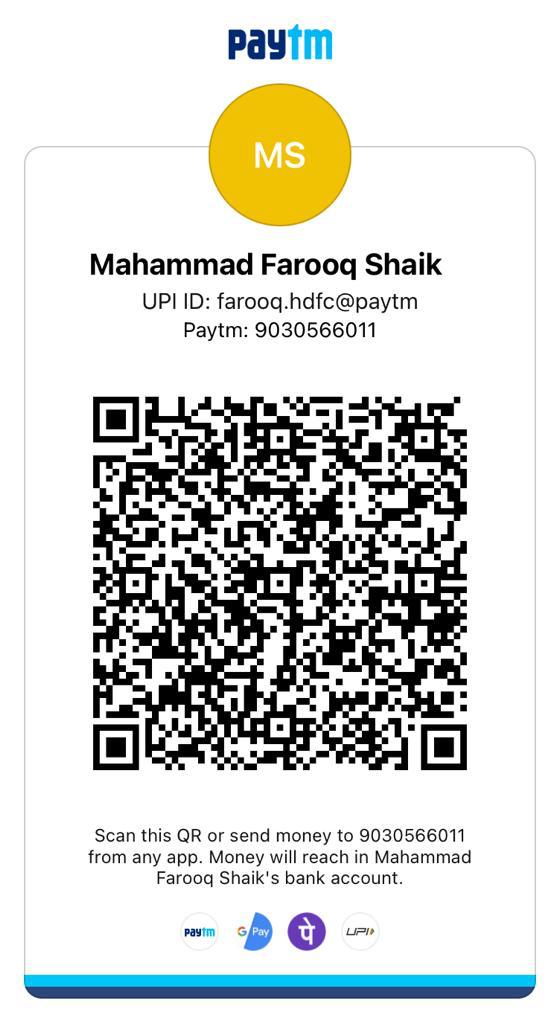 paytm
MS
Mahammad Farooq Shaik
UPI ID: farooq.hdfc@paytm
Paytm: 9030566011
Scan this QR or send money to 9030566011
from any app. Money will reach in Mahammad
Farooq Shaik's bank account.
paytm G Pay पे UPI